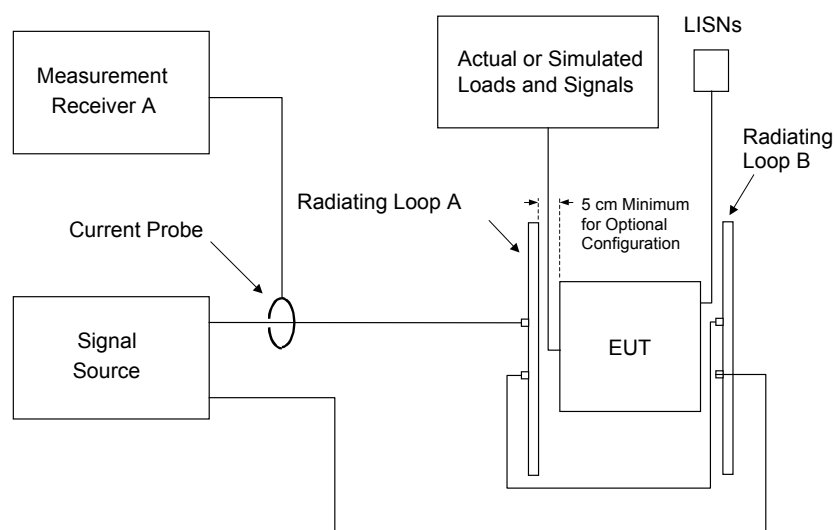 LISNs
Measurement
Receiver A
Actual or Simulated
Loads and Signals
Radiating
Loop B
Radiating Loop A
5 cm Minimum
for Optional
Configuration
Current Probe
Signal
Source
EUT